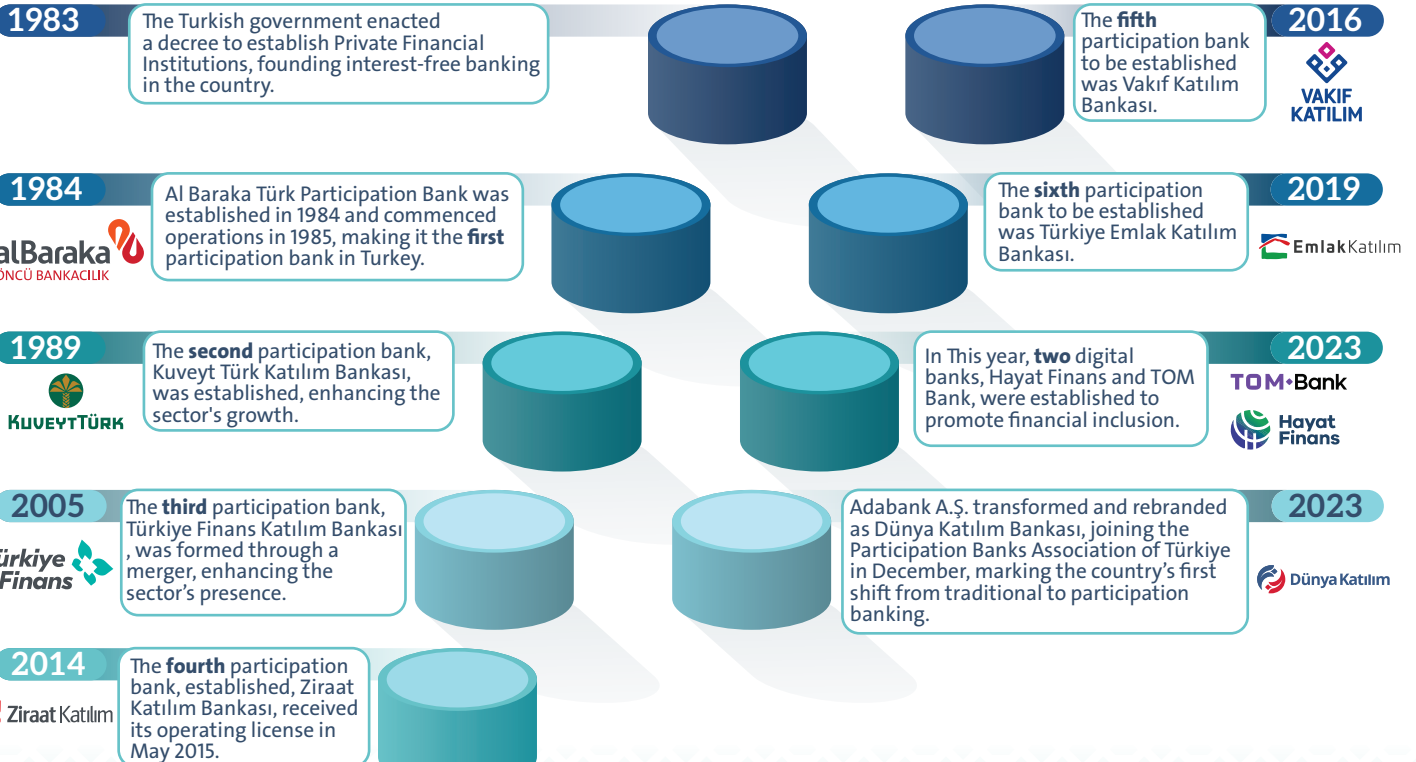 1983
The Turkish government enacted
a decree to establish Private Financial
Institutions, founding interest-free banking
in the country.
1984
alBaraka
ÖNCÜ BANKACILIK
Al Baraka Türk Participation Bank was
established in 1984 and commenced
operations in 1985, making it the first
participation bank in Turkey.
1989
KUVEYTTÜRK
The second participation bank,
Kuveyt Türk Katılım Bankası,
was established, enhancing the
sector's growth.
2005
ürkiye
Finans
The third participation bank,
Türkiye Finans Katılım Bankası
, was formed through a
merger, enhancing the
sector’s presence.
2014
Ziraat Katılım
The fourth participation
bank, established, Ziraat
Katılım Bankası, received
its operating license in
May 2015.
The fifth
participation bank
to be established
was Vakıf Katılım
Bankası.
2016
VAKIF
KATILIM
The sixth participation
bank to be established
was Türkiye Emlak Katılım
Bankası.
2019
EmlakKatılım
In This year, two digital
banks, Hayat Finans and TOM
Bank, were established to
promote financial inclusion.
2023
TOM•Bank
Hayat
Finans
Adabank A.Ş. transformed and rebranded
as Dünya Katılım Bankası, joining the
Participation Banks Association of Türkiye
in December, marking the country’s first
shift from traditional to participation
banking.
2023
Dünya Katılım